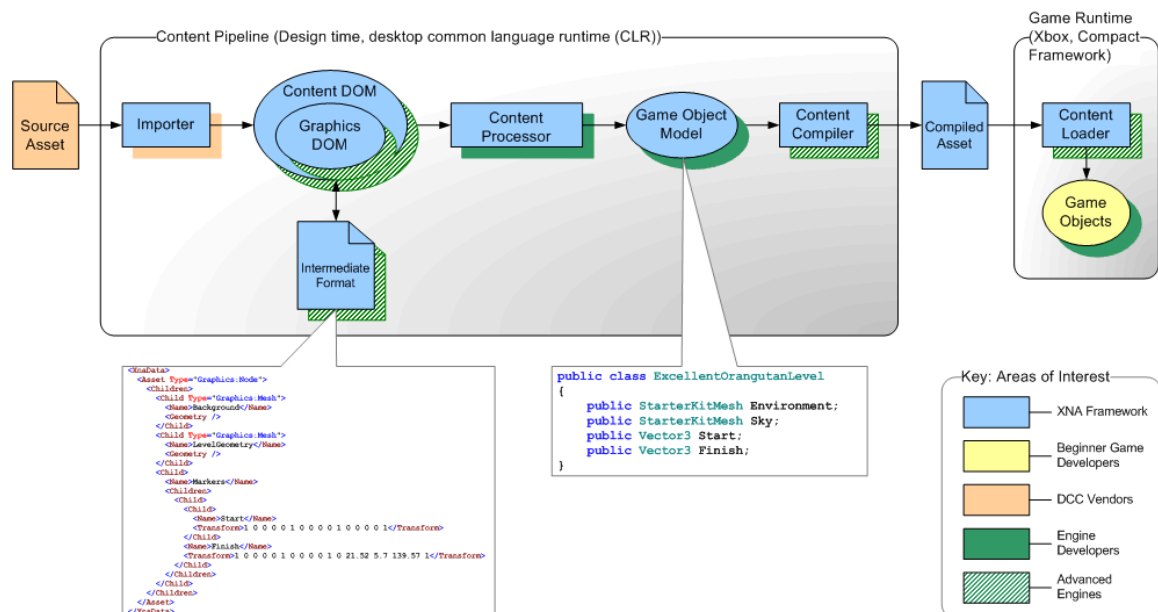 Content Pipeline (Design time, desktop common language runtime (CLR))
Game Runtime
(Xbox, Compact
Framework)
Source
Asset
Importer
Content DOM
Graphics
DOM
Content
Processor
Game Object
Model
Content
Compiler
Compiled
Asset
Content
Loader
Game
Objects
Intermediate
Format
<XnaData>
<Asset Type="Graphics:Node">
<Children>
<Child Type="Graphics:Mesh">
<Name>Background</Name>
<Geometry />
</Child>
<Child Type="Graphics:Mesh">
<Name>LevelGeometry</Name>
<Geometry />
</Child>
<Child>
<Name>Markers</Name>
<Children>
<Child>
<Child>
<Name>Start</Name>
<Transform>1 0 0 0 0 1 0 0 0 0 1 0 0 0 0 1</Transform>
</Child>
<Name>Finish</Name>
<Transform>1 0 0 0 0 1 0 0 0 0 1 0 21.52 5.7 139.57 1</Transform>
</Child>
</Children>
</Child>
</Children>
</Asset>
</XnaData>
public class ExcellentOrangutanLevel
{
public StarterKitMesh Environment;
public StarterKitMesh Sky;
public Vector3 Start;
public Vector3 Finish;
}
Key: Areas of Interest
XNA Framework
Beginner Game
Developers
DCC Vendors
Engine
Developers
Advanced
Engines